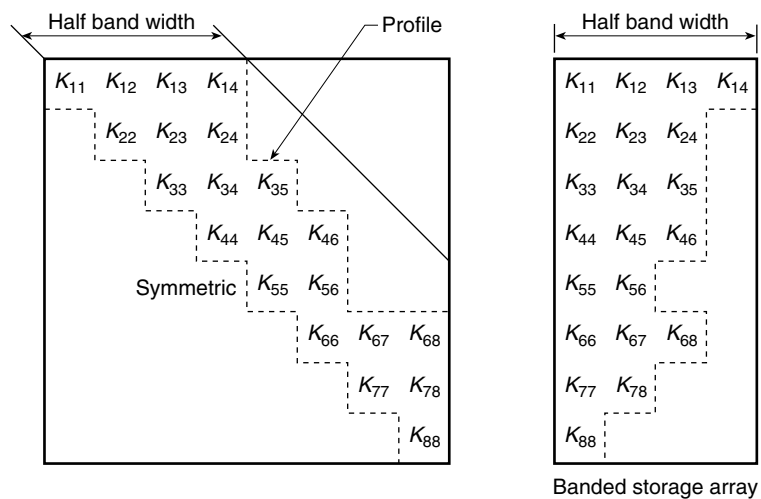 Half band width
Profile
K11 K12 K13 K14
K22 K23 K24
K33 K34 K35
K44 K45 K46
Symmetric K55 K56
K66 K67 K68
K77 K78
K88
Half band width
K11 K12 K13 K14
K22 K23 K24
K33 K34 K35
K44 K45 K46
K55 K56
K66 K67 K68
K77 K78
K88
Banded storage array